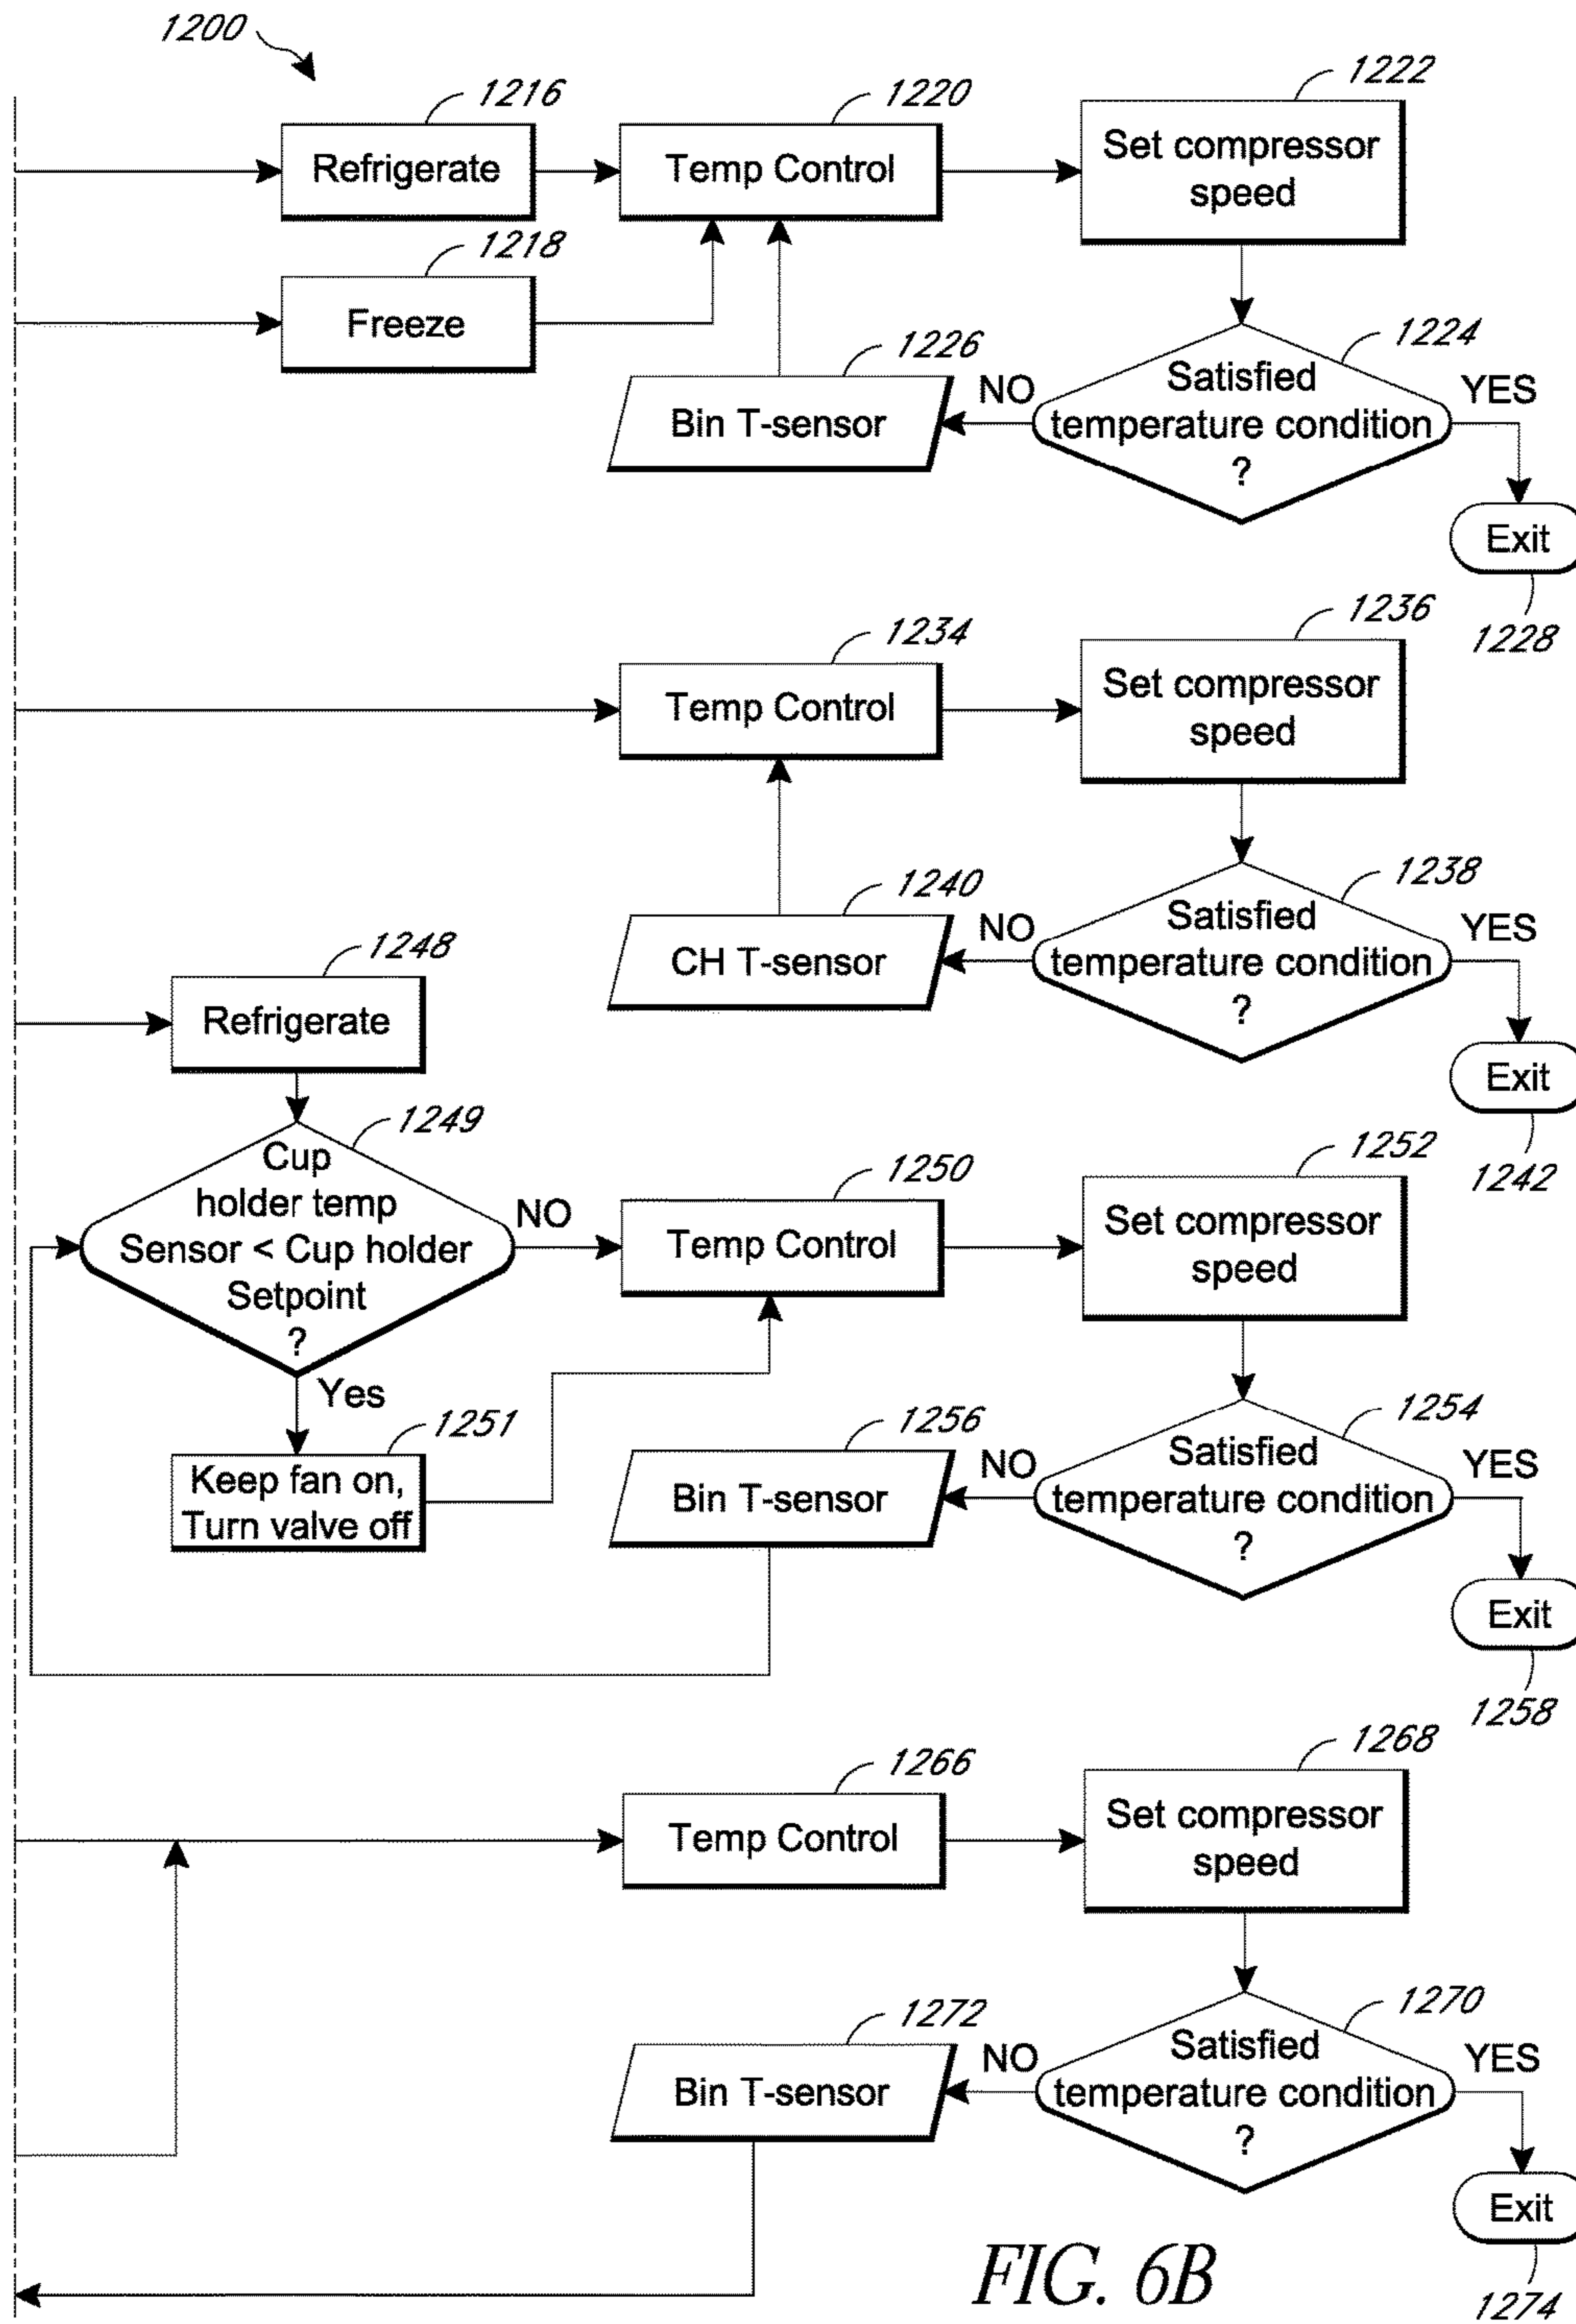 1200
1216
1220
1222
Refrigerate
Temp Control
Set compressor
speed
1218
Freeze
1226
1224
Bin T-sensor
NO
Satisfied
temperature condition
?
YES
Exit
1228
1234
1236
Temp Control
Set compressor
speed
1240
1238
CH T-sensor
NO
Satisfied
temperature condition
?
YES
Exit
1242
1248
Refrigerate
1249
Cup
holder temp
Sensor < Cup holder
Setpoint
?
NO
Yes
1250
1252
Temp Control
Set compressor
speed
1251
Keep fan on,
Turn valve off
1256
1254
Bin T-sensor
NO
Satisfied
temperature condition
?
YES
Exit
1258
1266
1268
Temp Control
Set compressor
speed
1272
1270
Bin T-sensor
NO
Satisfied
temperature condition
?
YES
Exit
1274
FIG. 6B